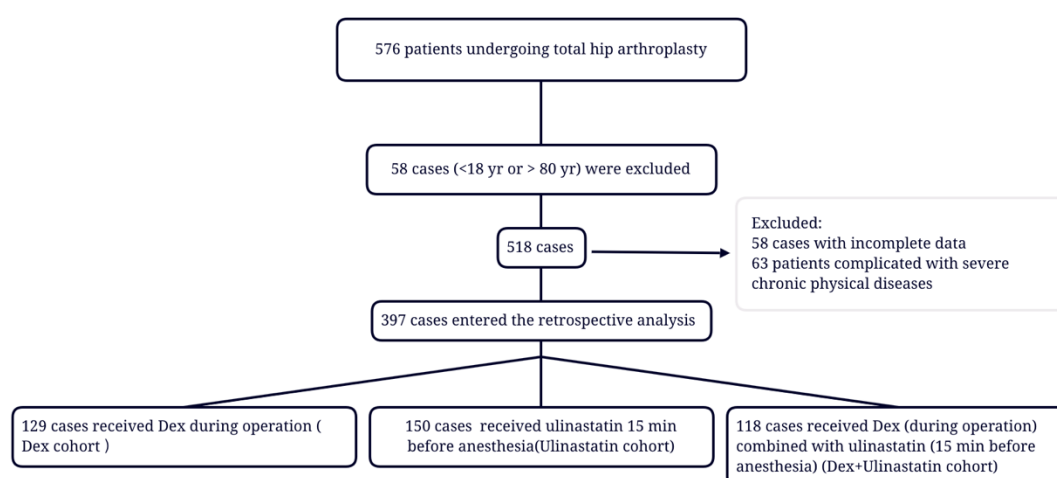 576 patients undergoing total hip arthroplasty
58 cases (<18 yr or > 80 yr) were excluded
518 cases
Excluded:
58 cases with incomplete data
63 patients complicated with severe
chronic physical diseases
397 cases entered the retrospective analysis
129 cases received Dex during operation (
Dex cohort )
150 cases  received ulinastatin 15 min
before anesthesia(Ulinastatin cohort)
118 cases received Dex (during operation)
combined with ulinastatin (15 min before
anesthesia) (Dex+Ulinastatin cohort)